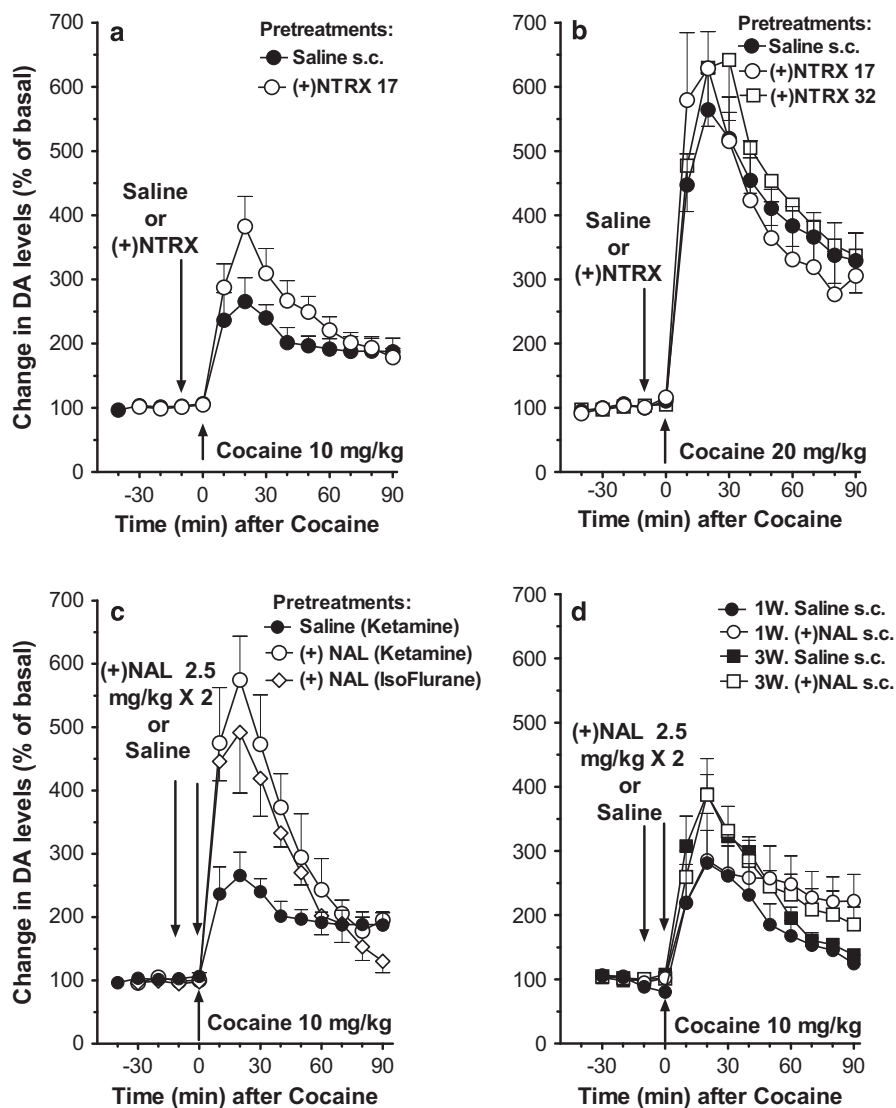 a
Pretreatments:
Saline s.c.
(+)NTRX 17
Saline
or
(+)NTRX
Cocaine 10 mg/kg
Change in DA levels (% of basal)
700
600
500
400
300
200
100
0
-30 0 30 60 90
Time (min) after Cocaine
b
Pretreatments:
Saline s.c.
(+)NTRX 17
(+)NTRX 32
Saline
or
(+)NTRX
Cocaine 20 mg/kg
700
600
500
400
300
200
100
0
-30 0 30 60 90
Time (min) after Cocaine
c
Pretreatments:
Saline (Ketamine)
(+) NAL (Ketamine)
(+) NAL (IsoFlurane)
(+)NAL 2.5
mg/kg X 2
or
Saline
Cocaine 10 mg/kg
Change in DA levels (% of basal)
700
600
500
400
300
200
100
0
-30 0 30 60 90
Time (min) after Cocaine
d
1W. Saline s.c.
1W. (+)NAL s.c.
3W. Saline s.c.
3W. (+)NAL s.c.
(+)NAL 2.5
mg/kg X 2
or
Saline
Cocaine 10 mg/kg
700
600
500
400
300
200
100
0
-30 0 30 60 90
Time (min) after Cocaine